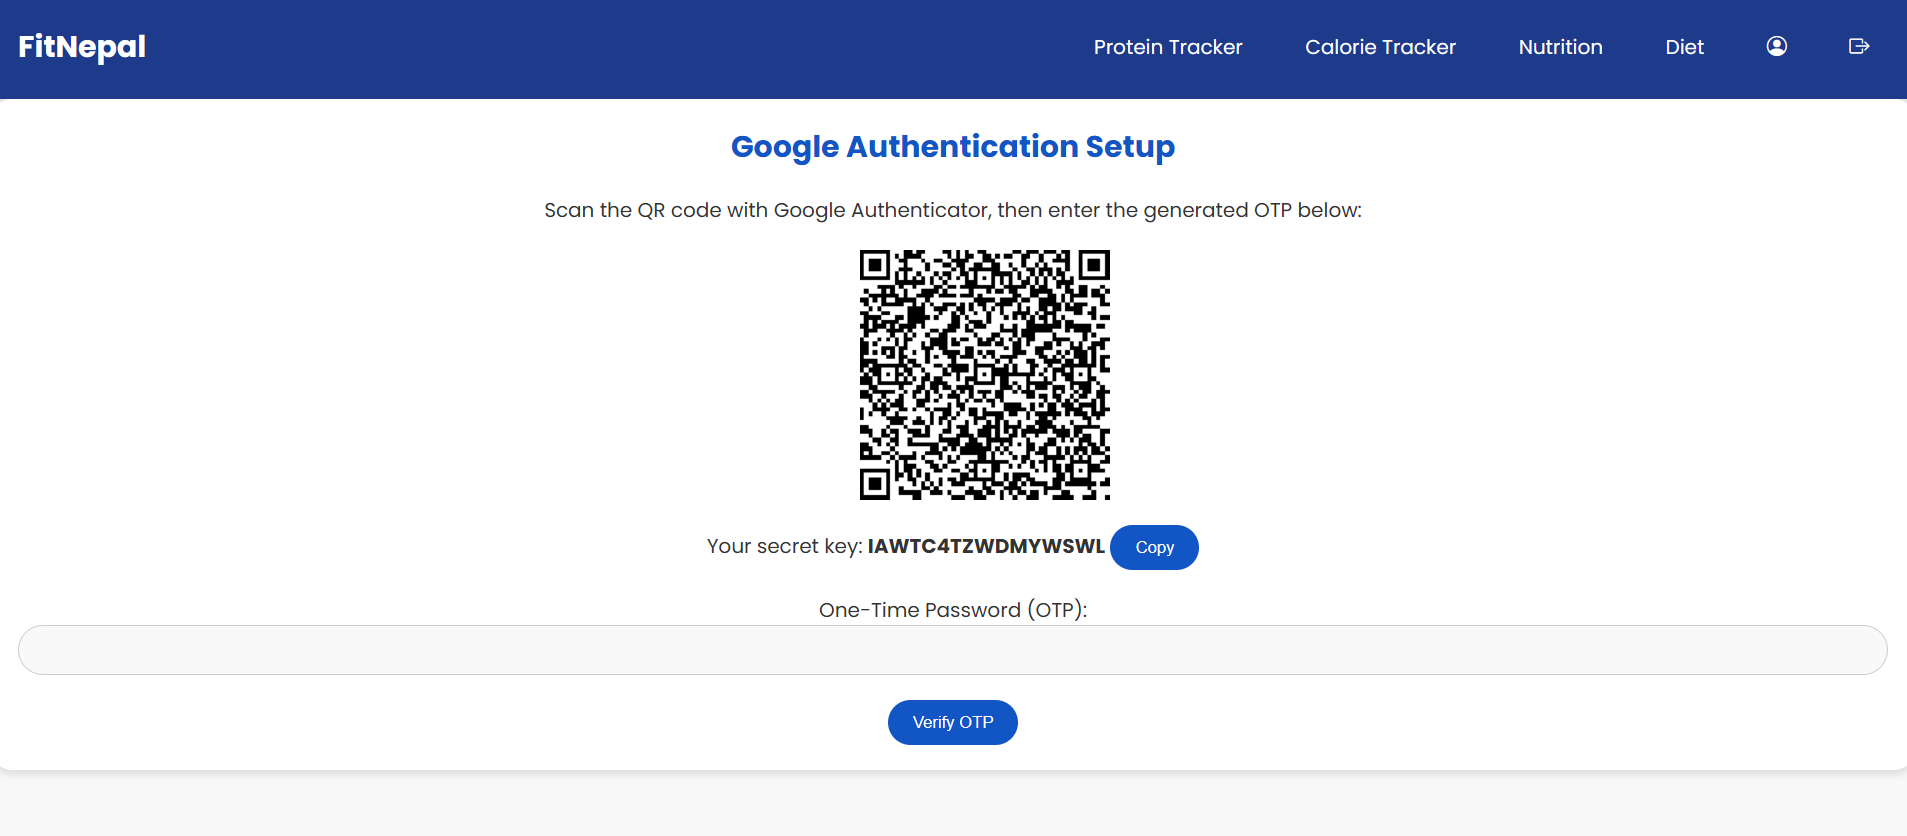 FitNepal
Protein Tracker Calorie Tracker Nutrition Diet
Google Authentication Setup
Scan the QR code with Google Authenticator, then enter the generated OTP below:
Your secret key: IAWTC4TZWDMYWSWL Copy
One-Time Password (OTP):
Verify OTP